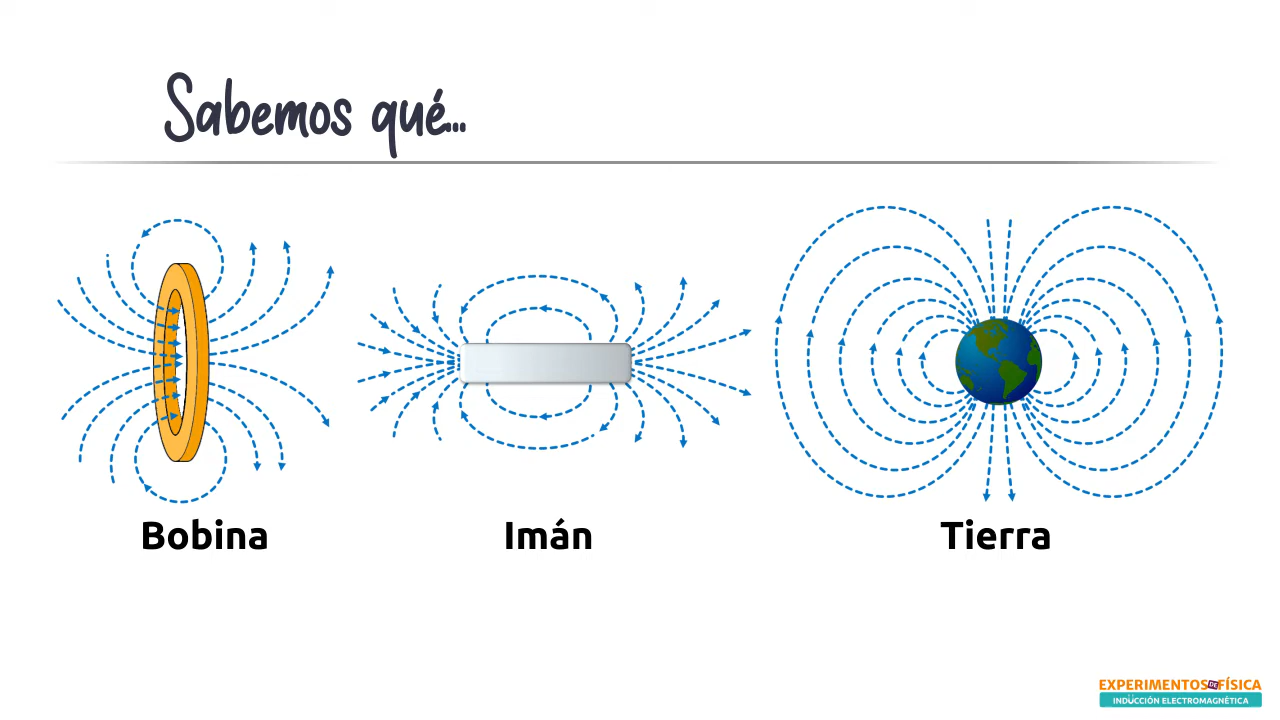 Sabemos qué...
Bobina
Imán
Tierra
EXPERIMENTOS DE FÍSICA
INDUCCIÓN ELECTROMAGNÉTICA